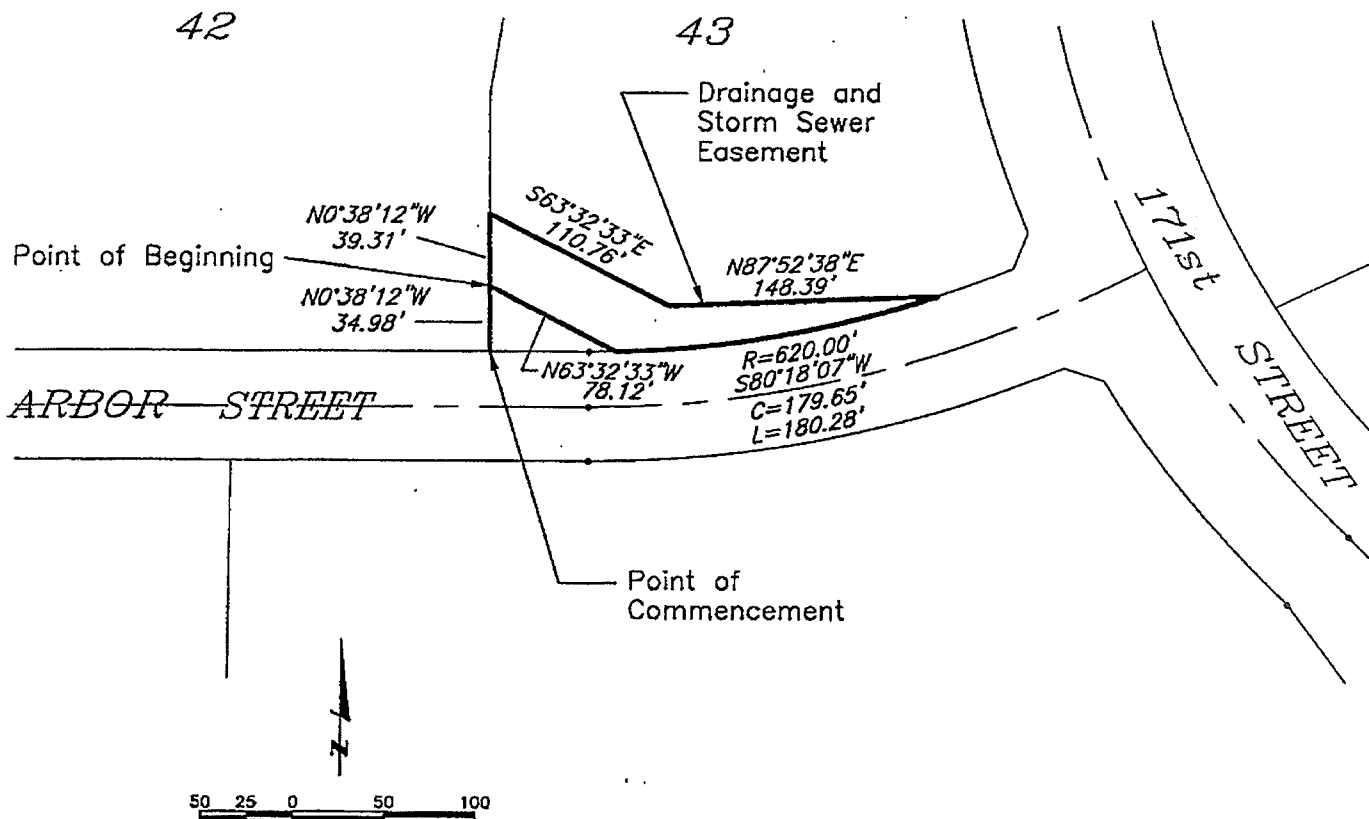 42
43
Drainage and
Storm Sewer
Easement
N0°38'12"W
39.31'
S63°32'33"E
110.76'
Point of Beginning
N87°52'38"E
148.39'
N0°38'12"W
34.98'
171st STREET
N63°32'33"W
78.12'
R=620.00'
S80°18'07"W
C=179.65'
L=180.28'
ARBOR STREET
Point of
Commencement
N
50 25 0 50 100